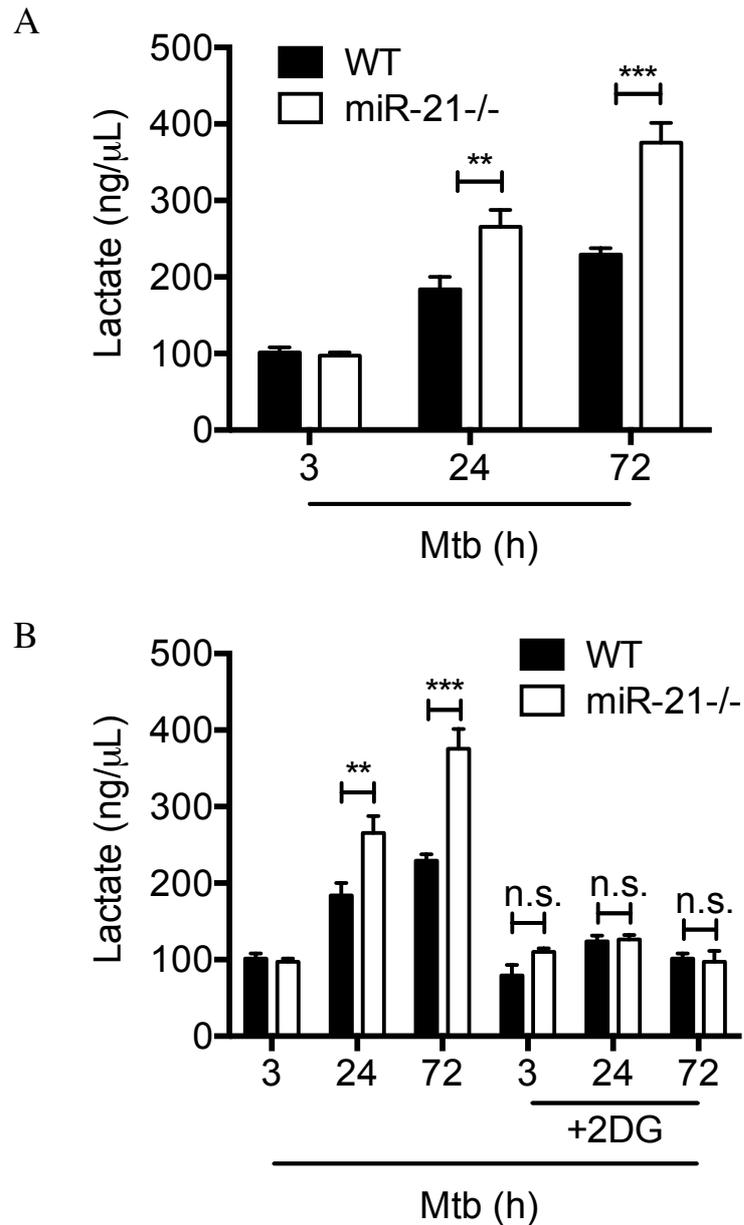 A
500
400
300
200
100
0
Lactate (ng/μL)
WT
miR-21-/-
**
***
3 24 72
Mtb (h)
B
500
400
300
200
100
0
Lactate (ng/μL)
WT
miR-21-/-
**
***
n.s. n.s. n.s.
3 24 72 3 24 72
+2DG
Mtb (h)